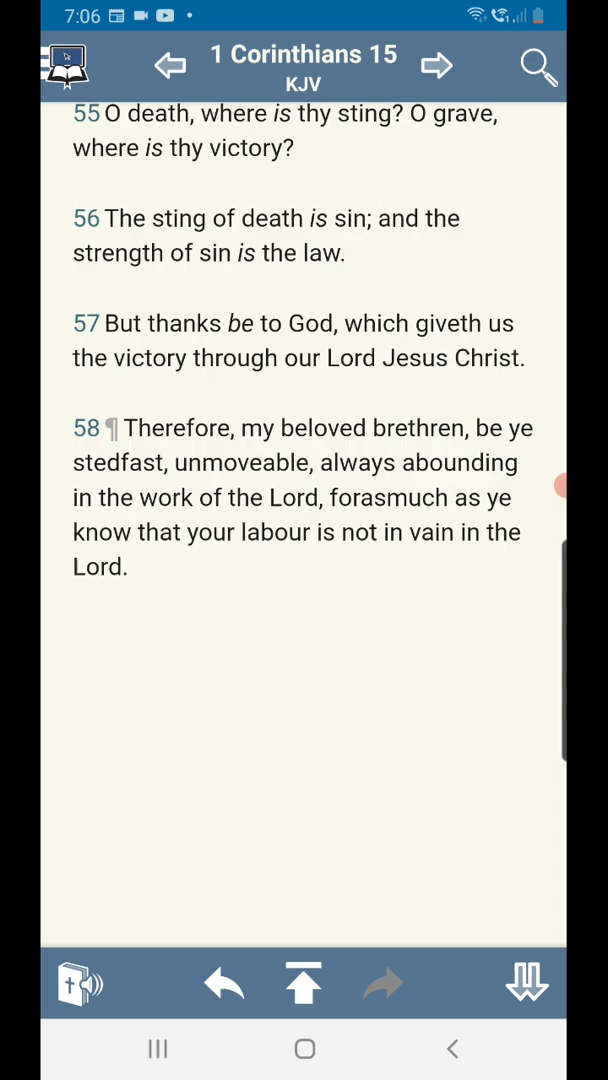 7:06
1 Corinthians 15
KJV
55 O death, where is thy sting? O grave,
where is thy victory?
56 The sting of death is sin; and the
strength of sin is the law.
57 But thanks be to God, which giveth us
the victory through our Lord Jesus Christ.
58 ¶ Therefore, my beloved brethren, be ye
stedfast, unmoveable, always abounding
in the work of the Lord, forasmuch as ye
know that your labour is not in vain in the
Lord.